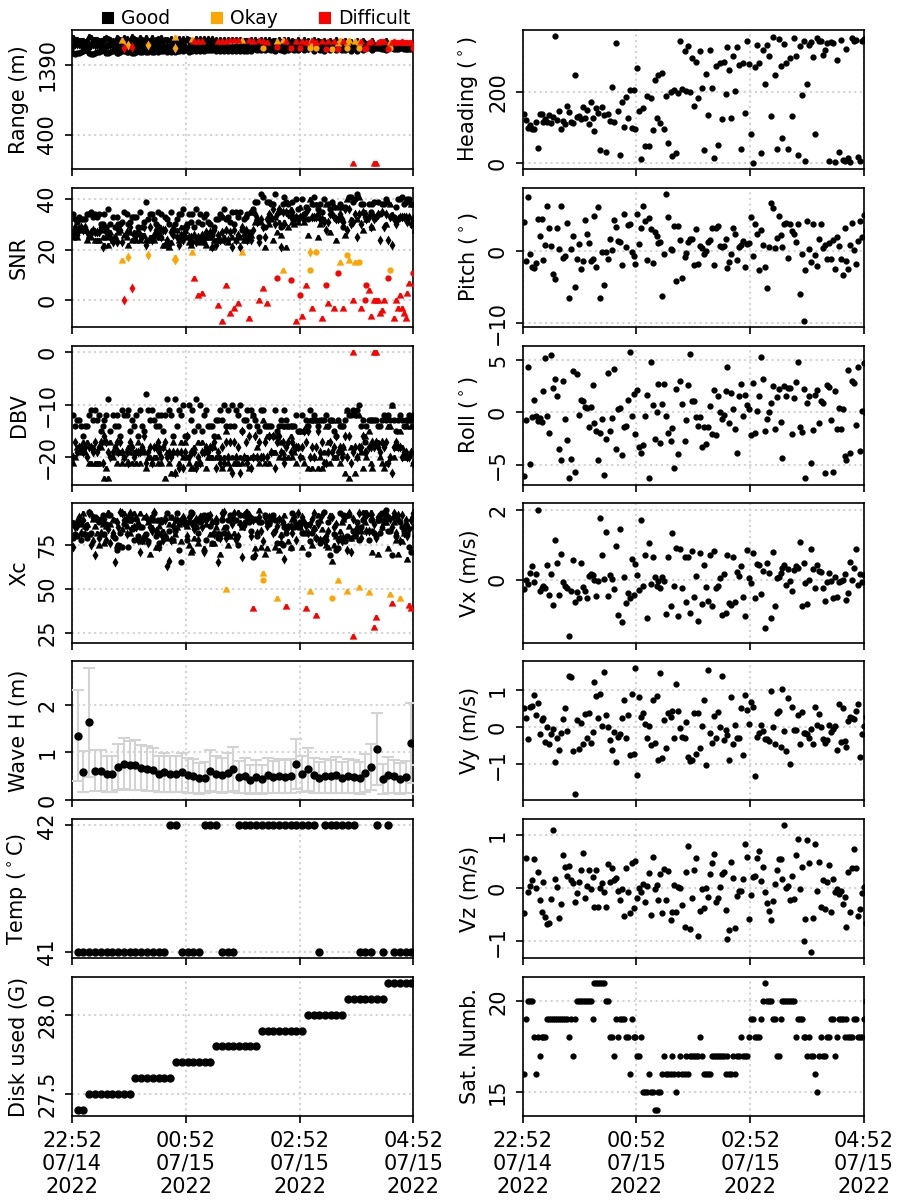 Good Okay Difficult
Range (m)
1390
400
Heading (°)
200
0
SNR
40
20
0
Pitch (°)
0
−10
DBV
0
−10
−20
Roll (°)
5
0
−5
Xc
75
50
25
Vx (m/s)
2
0
Wave H (m)
2
1
0
Vy (m/s)
1
0
−1
Temp (°C)
42
41
Vz (m/s)
1
0
−1
Disk used (G)
28.0
27.5
Sat. Numb.
20
15
22:52 00:52 02:52 04:52
07/14 07/15 07/15 07/15
2022 2022 2022 2022
22:52 00:52 02:52 04:52
07/14 07/15 07/15 07/15
2022 2022 2022 2022